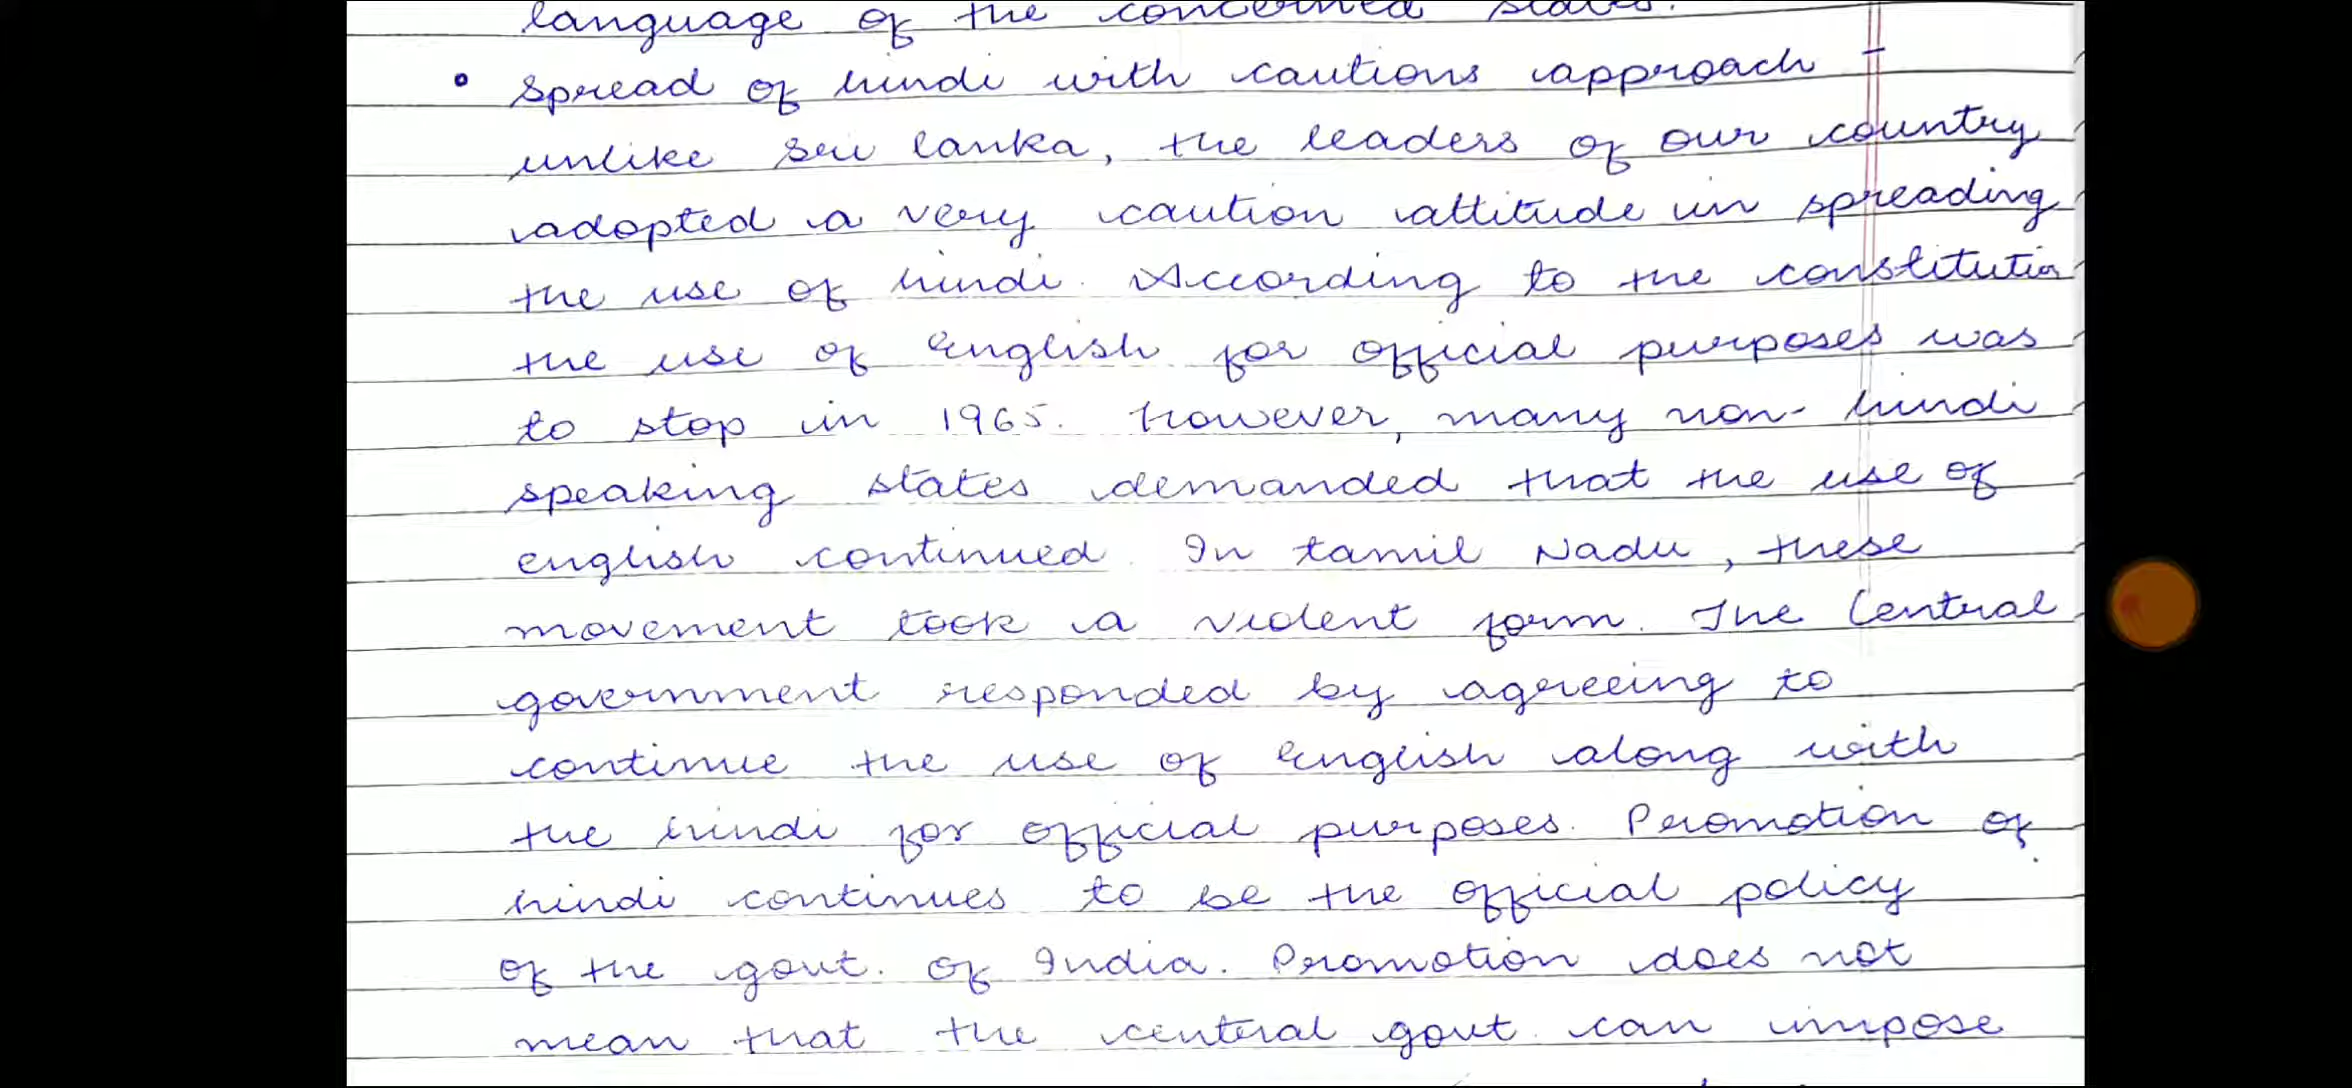 language of the concerned states.
• spread of hindi with cautions approach -
unlike Sri lanka, the leaders of our country
adopted a very caution attitude in spreading
the use of hindi. According to the constitution
the use of English for official purposes was
to stop in 1965. However, many non- hindi
speaking states demanded that the use of
english continued. In tamil Nadu, these
movement took a violent form. The Central
government responded by agreeing to
continue the use of English along with
the hindi for official purposes. Promotion of
hindi continues to be the official policy
of the govt. of India. Promotion does not
mean that the central govt. can impose